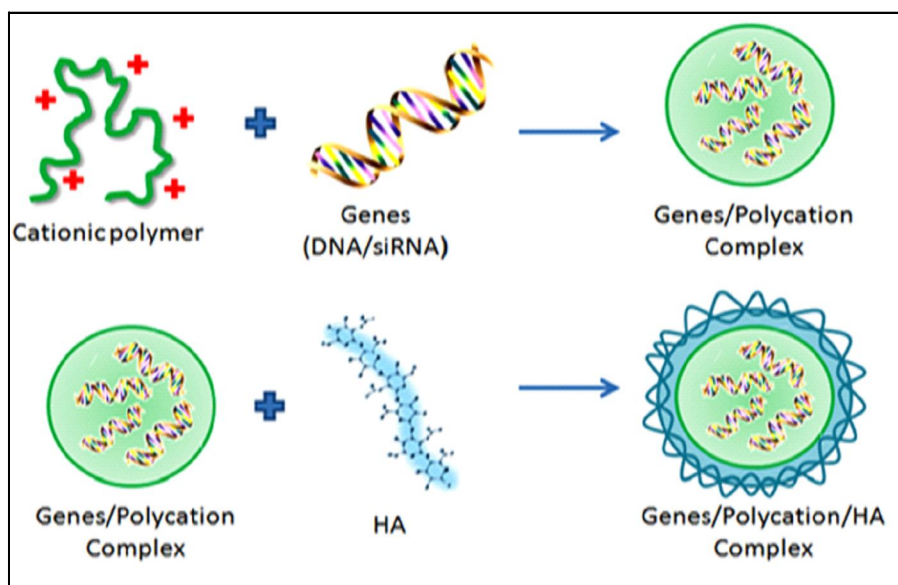 Cationic polymer
Genes
(DNA/siRNA)
Genes/Polycation
Complex
Genes/Polycation
Complex
HA
Genes/Polycation/HA
Complex